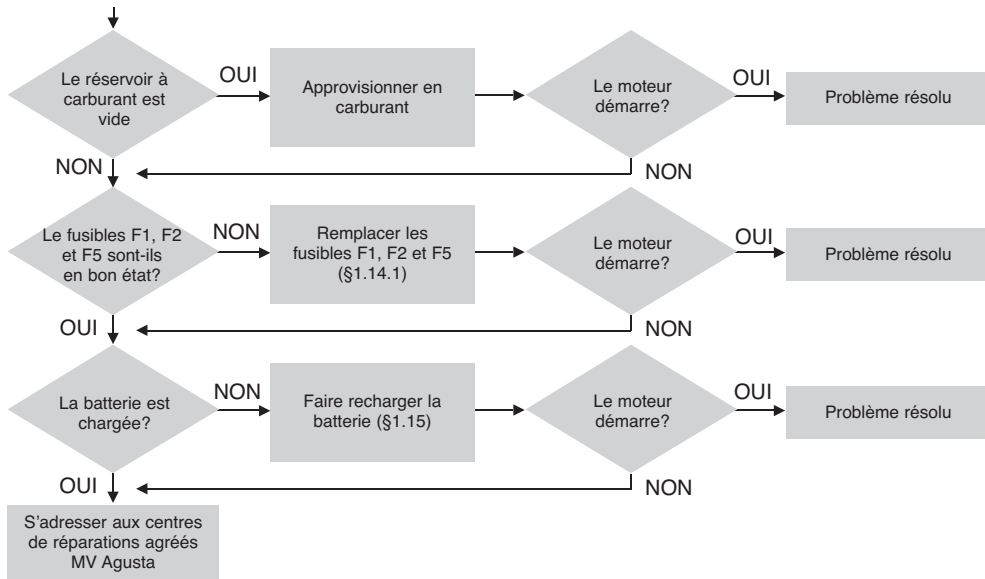 Le réservoir à
carburant est
vide
OUI
Approvisionner en
carburant
Le moteur
démarre?
OUI
Problème résolu
NON
NON
Le fusibles F1, F2
et F5 sont-ils
en bon état?
NON
Remplacer les
fusibles F1, F2 et F5
(§1.14.1)
Le moteur
démarre?
OUI
Problème résolu
OUI
NON
La batterie est
chargée?
NON
Faire recharger la
batterie (§1.15)
Le moteur
démarre?
OUI
Problème résolu
OUI
NON
S'adresser aux centres
de réparations agréés
MV Agusta